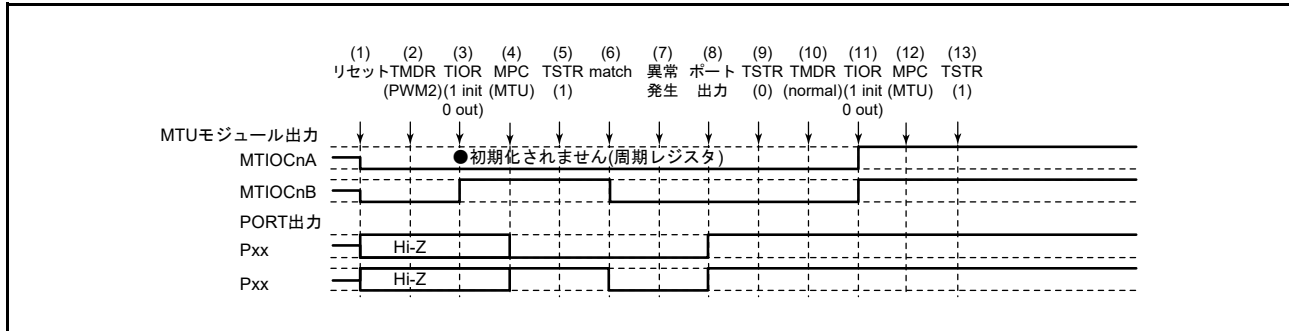 (1) (2) (3) (4) (5) (6) (7) (8) (9) (10) (11) (12) (13)
リセット TMDR TIOR MPC TSTR match 異常 ポート TSTR TMDR TIOR MPC TSTR
(PWM2) (1 init (MTU) (1) 発生 出力 (0) (normal) (1 init (MTU) (1)
0 out) 0 out)
MTUモジュール出力
MTIOCnA ●初期化されません(周期レジスタ)
MTIOCnB
PORT出力
Pxx Hi-Z
Pxx Hi-Z